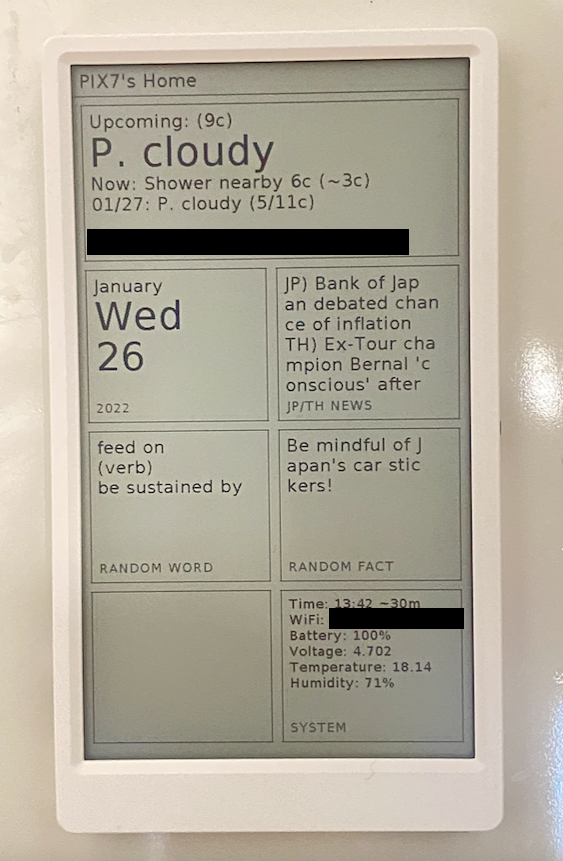 PIX7's Home
Upcoming: (9c)
P. cloudy
Now: Shower nearby 6c (~3c)
01/27: P. cloudy (5/11c)
January
Wed
26
2022
JP) Bank of Jap
an debated chan
ce of inflation
TH) Ex-Tour cha
mpion Bernal 'c
onscious' after
JP/TH NEWS
feed on
(verb)
be sustained by
RANDOM WORD
Be mindful of J
apan's car stic
kers!
RANDOM FACT
Time: 13:42 ~30m
WiFi:
Battery: 100%
Voltage: 4.702
Temperature: 18.14
Humidity: 71%
SYSTEM